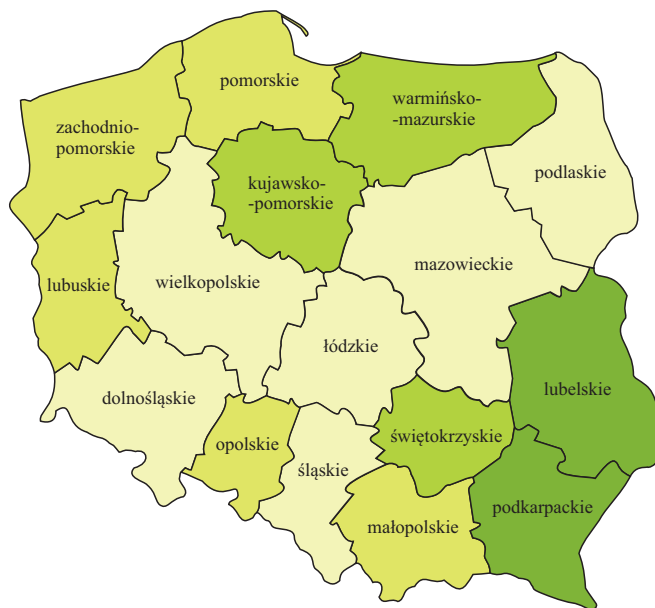 pomorskie
warmińsko-
-mazurskie
zachodnio-
pomorskie
podlaskie
kujawsko-
-pomorskie
mazowieckie
lubuskie
wielkopolskie
łódzkie
lubelskie
dolnośląskie
świętokrzyskie
opolskie
śląskie
podkarpackie
małopolskie